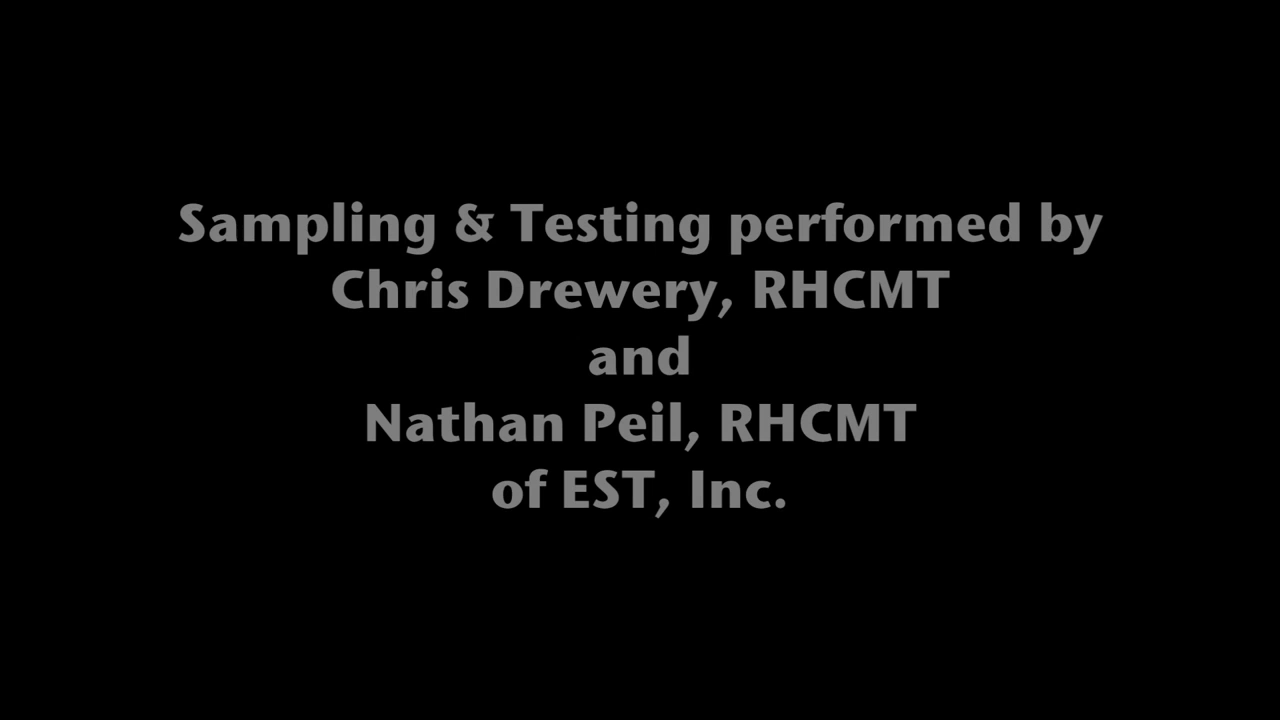 Sampling & Testing performed by
Chris Drewery, RHCMT
and
Nathan Peil, RHCMT
of EST, Inc.